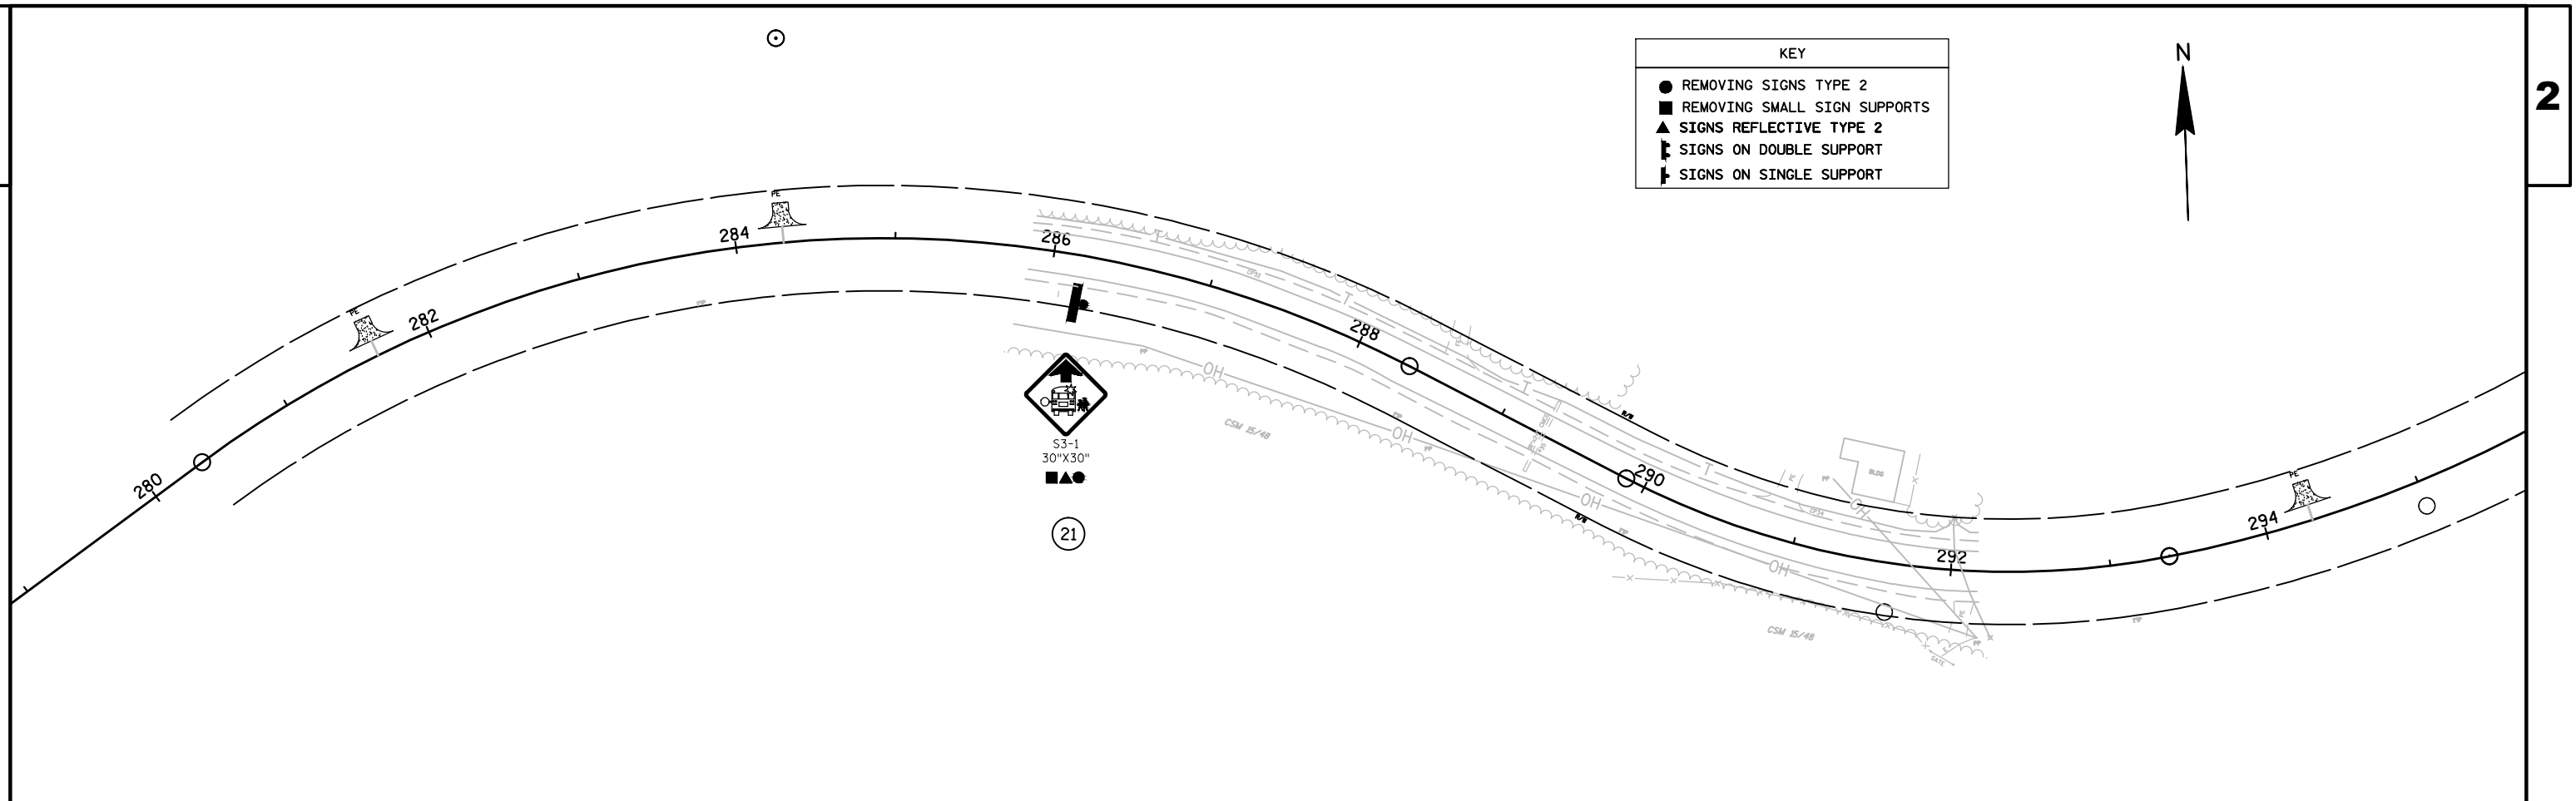 KEY
REMOVING SIGNS TYPE 2
REMOVING SMALL SIGN SUPPORTS
SIGNS REFLECTIVE TYPE 2
SIGNS ON DOUBLE SUPPORT
SIGNS ON SINGLE SUPPORT
N
2
PE
284
286
T
PE
282
T
288
OH
T
S3-1
30"X30"
CSM 15/48
OH
T
290
BLDG
280
OH
OH
PE
294
21
292
OH
CSM 15/48
GATE